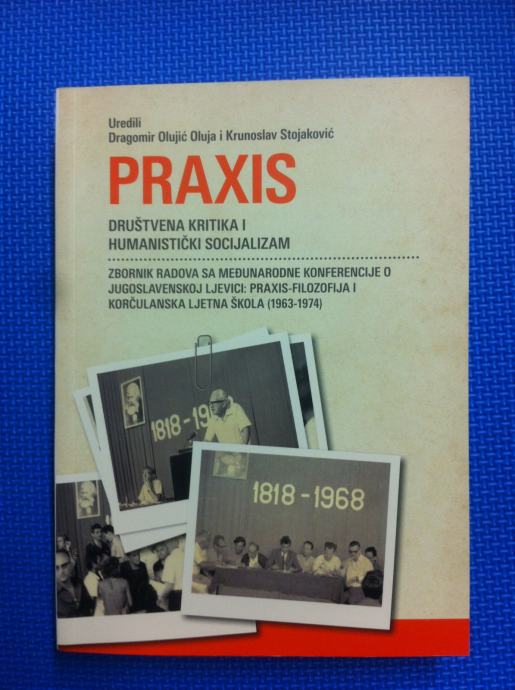 Uredili
Dragomir Olujić Oluja i Krunoslav Stojaković
PRAXIS
DRUŠTVENA KRITIKA I
HUMANISTIČKI SOCIJALIZAM
ZBORNIK RADOVA SA MEĐUNARODNE KONFERENCIJE O
JUGOSLAVENSKOJ LJEVICI: PRAXIS-FILOZOFIJA I
KORČULANSKA LJETNA ŠKOLA (1963-1974)
1818-19
1818-1968